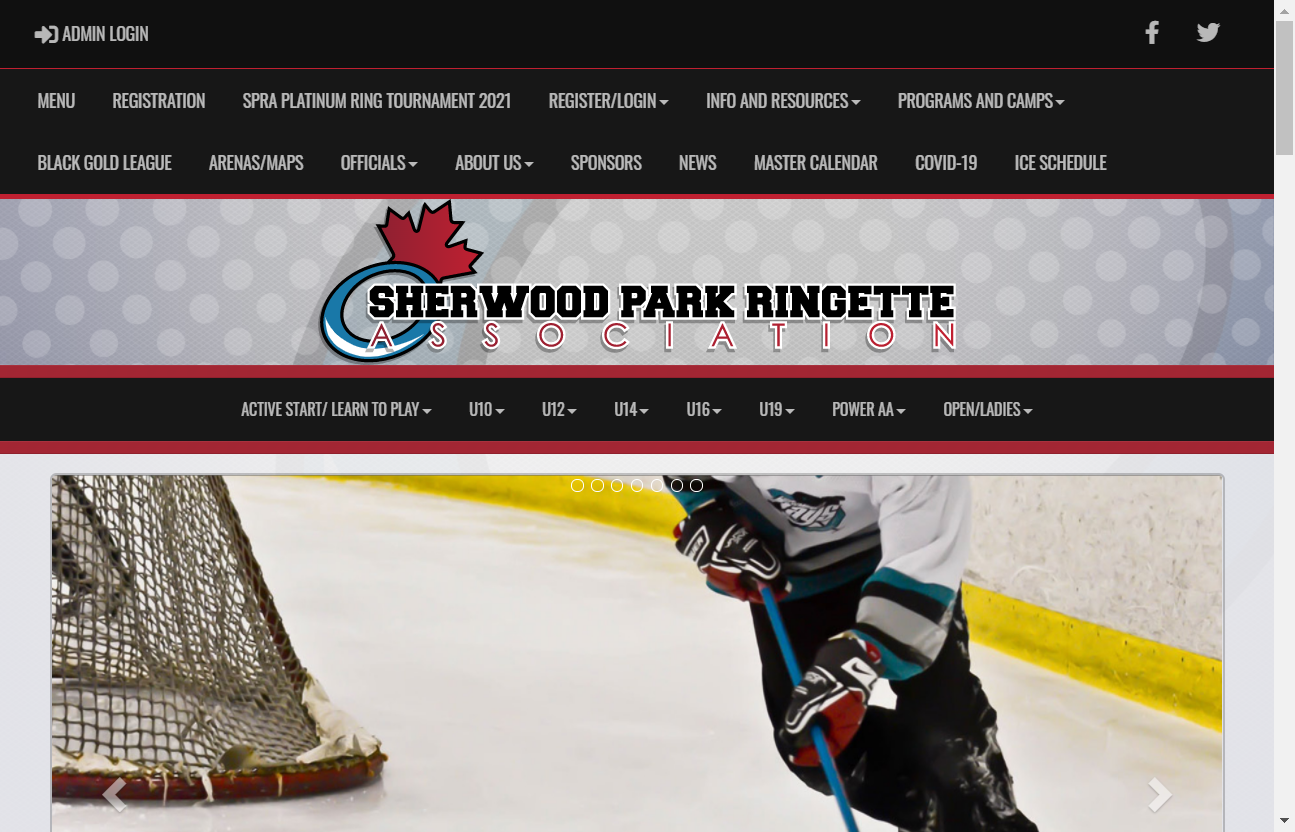 ADMIN LOGIN
MENU REGISTRATION SPRA PLATINUM RING TOURNAMENT 2021 REGISTER/LOGIN INFO AND RESOURCES PROGRAMS AND CAMPS
BLACK GOLD LEAGUE ARENAS/MAPS OFFICIALS ABOUT US SPONSORS NEWS MASTER CALENDAR COVID-19 ICE SCHEDULE
SHERWOOD PARK RINGETTE
ASSOCIATION
ACTIVE START/ LEARN TO PLAY U10 U12 U14 U16 U19 POWER AA OPEN/LADIES